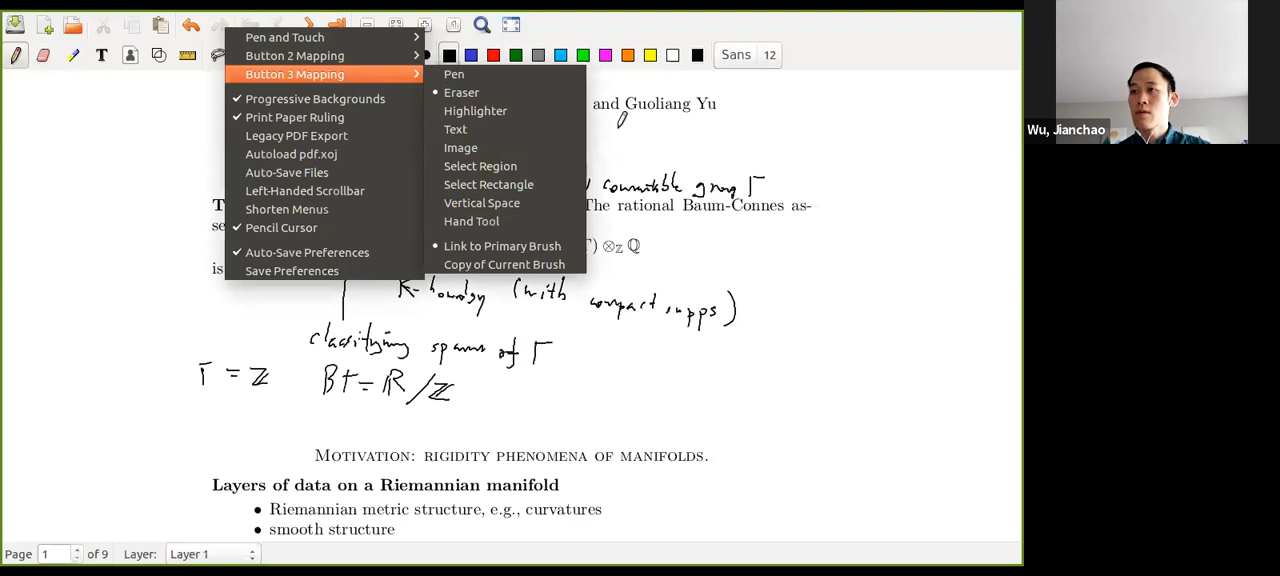 Sans 12
Pen and Touch
Button 2 Mapping
Button 3 Mapping
Progressive Backgrounds
Print Paper Ruling
Legacy PDF Export
Autoload pdf.xoj
Auto-Save Files
Left-Handed Scrollbar
Shorten Menus
Pencil Cursor
Auto-Save Preferences
Save Preferences
Pen
Eraser
Highlighter
Text
Image
Select Region
Select Rectangle
Vertical Space
Hand Tool
Link to Primary Brush
Copy of Current Brush
Wu, Jianchao
and Guoliang Yu
countable group Γ
The rational Baum-Connes as-
se
) ⊗ℤ ℚ
is
K-homology (with compact supps)
classifying space of Γ
Γ = ℤ BΓ = ℝ/ℤ
MOTIVATION: RIGIDITY PHENOMENA OF MANIFOLDS.
Layers of data on a Riemannian manifold
• Riemannian metric structure, e.g., curvatures
• smooth structure
Page 1 of 9 Layer: Layer 1